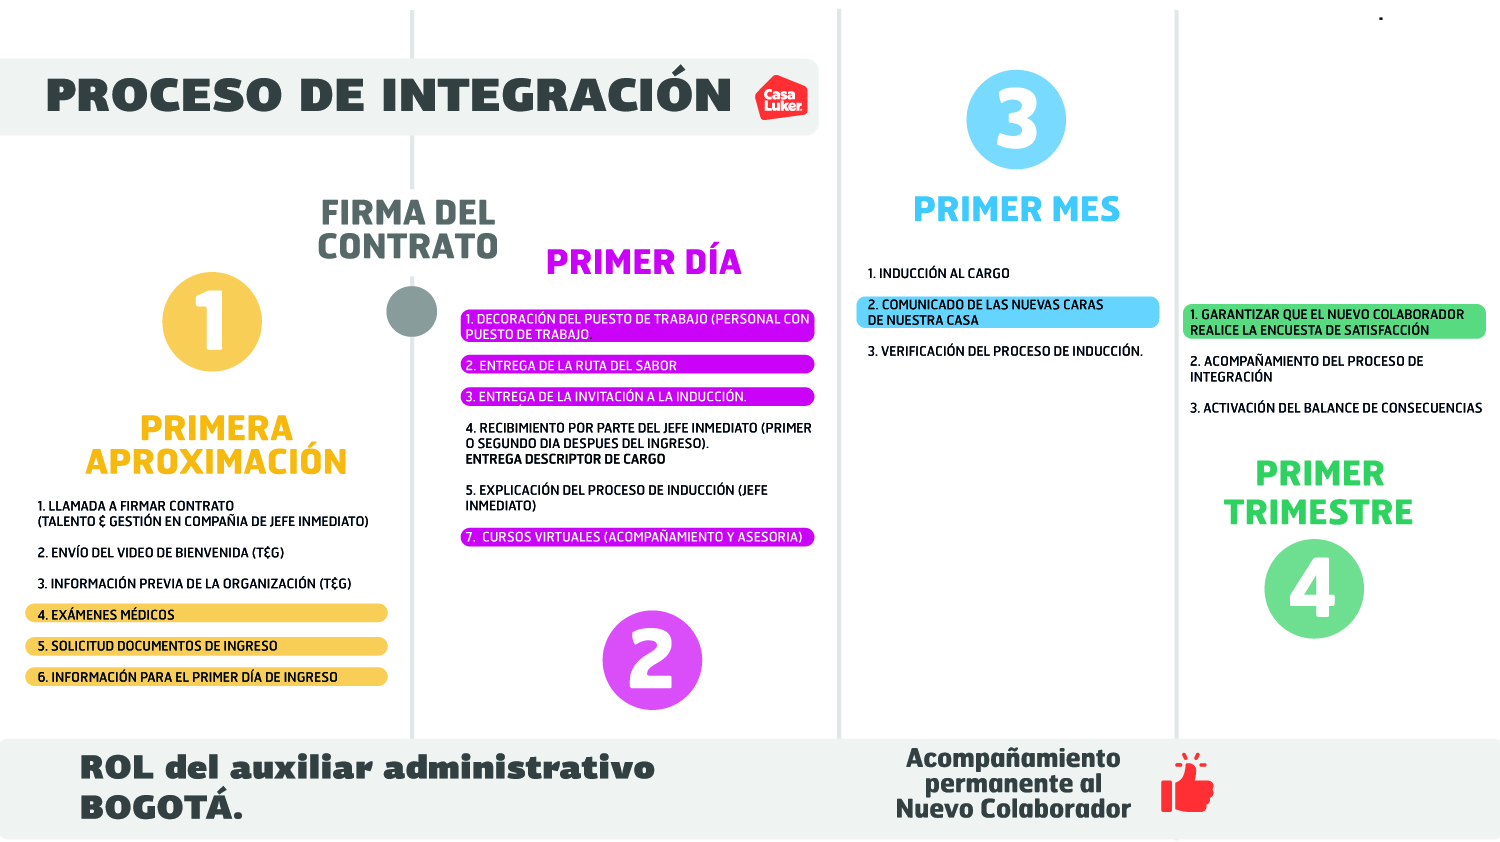 PROCESO DE INTEGRACIÓN
Casa
Luker.
FIRMA DEL
CONTRATO
1
PRIMERA
APROXIMACIÓN
1. LLAMADA A FIRMAR CONTRATO
(TALENTO & GESTIÓN EN COMPAÑIA DE JEFE INMEDIATO)
2. ENVÍO DEL VIDEO DE BIENVENIDA (T&G)
3. INFORMACIÓN PREVIA DE LA ORGANIZACIÓN (T&G)
4. EXÁMENES MÉDICOS
5. SOLICITUD DOCUMENTOS DE INGRESO
6. INFORMACIÓN PARA EL PRIMER DÍA DE INGRESO
PRIMER DÍA
1. DECORACIÓN DEL PUESTO DE TRABAJO (PERSONAL CON
PUESTO DE TRABAJO.
2. ENTREGA DE LA RUTA DEL SABOR
3. ENTREGA DE LA INVITACIÓN A LA INDUCCIÓN.
4. RECIBIMIENTO POR PARTE DEL JEFE INMEDIATO (PRIMER
O SEGUNDO DIA DESPUES DEL INGRESO).
ENTREGA DESCRIPTOR DE CARGO
5. EXPLICACIÓN DEL PROCESO DE INDUCCIÓN (JEFE
INMEDIATO)
7. CURSOS VIRTUALES (ACOMPAÑAMIENTO Y ASESORIA)
2
3
PRIMER MES
1. INDUCCIÓN AL CARGO
2. COMUNICADO DE LAS NUEVAS CARAS
DE NUESTRA CASA
3. VERIFICACIÓN DEL PROCESO DE INDUCCIÓN.
1. GARANTIZAR QUE EL NUEVO COLABORADOR
REALICE LA ENCUESTA DE SATISFACCIÓN
2. ACOMPAÑAMIENTO DEL PROCESO DE
INTEGRACIÓN
3. ACTIVACIÓN DEL BALANCE DE CONSECUENCIAS
PRIMER
TRIMESTRE
4
ROL del auxiliar administrativo
BOGOTÁ.
Acompañamiento
permanente al
Nuevo Colaborador